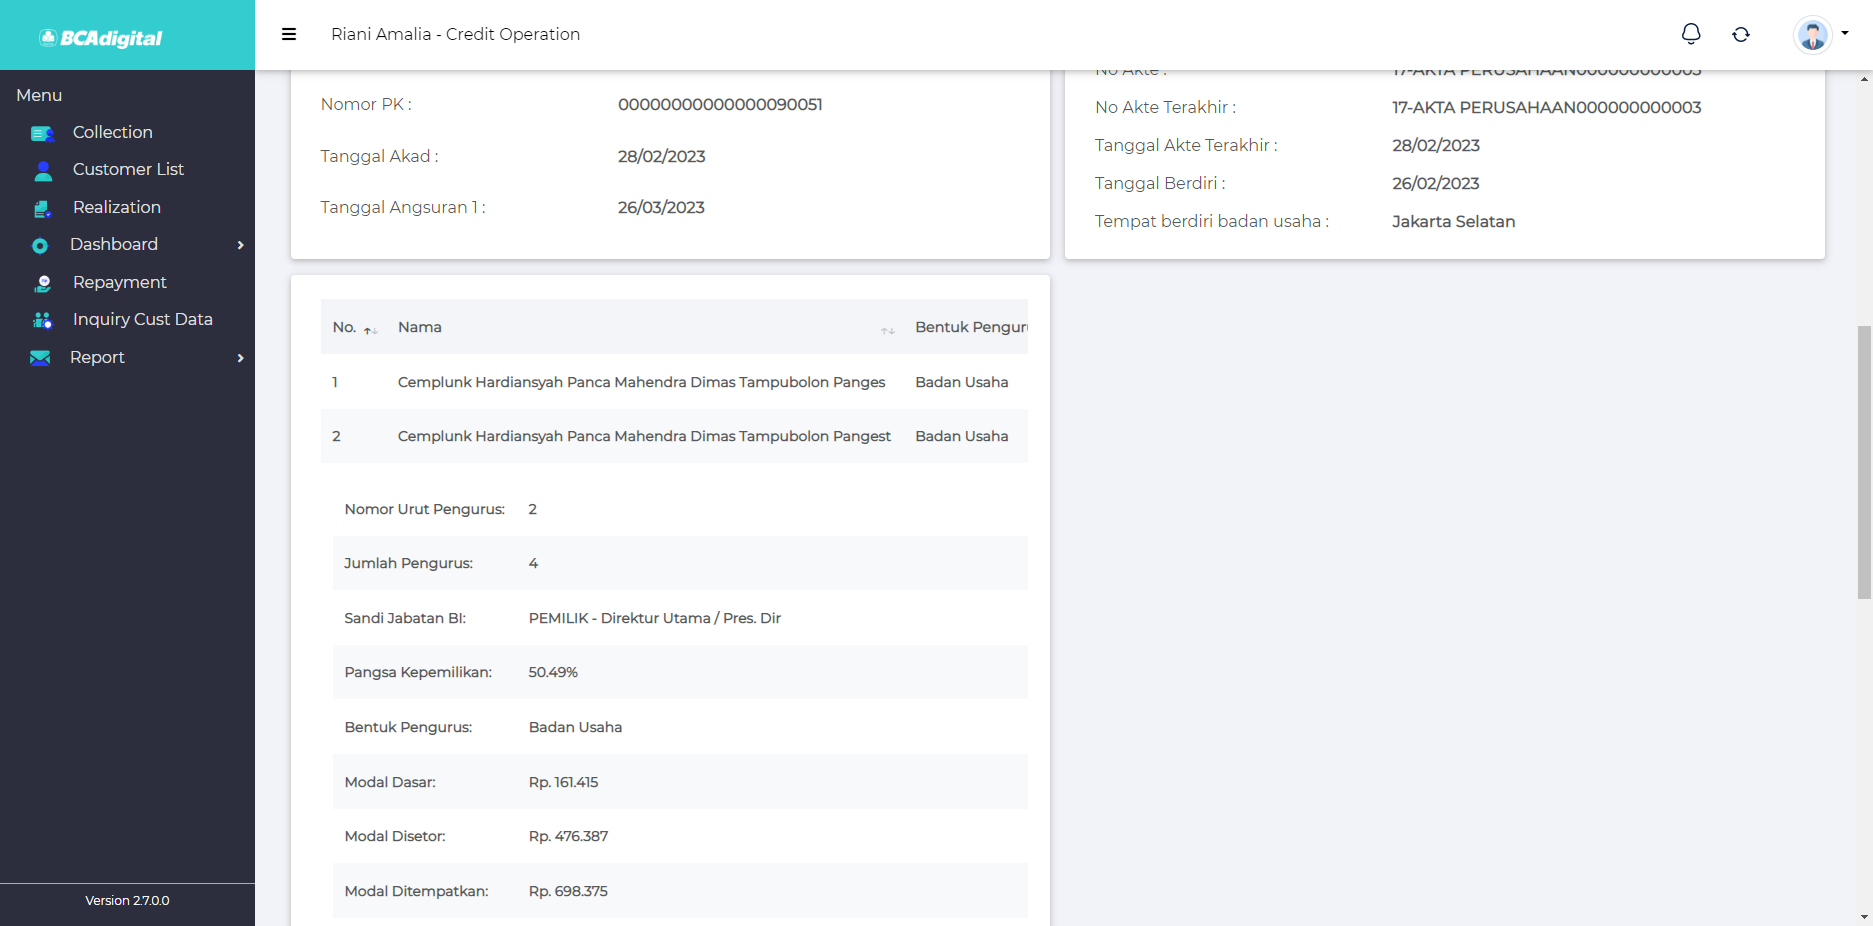 BCAdigital
Riani Amalia - Credit Operation
Menu
Collection
Customer List
Realization
Dashboard
Repayment
Inquiry Cust Data
Report
Version 2.7.0.0
Nomor PK : 00000000000000090051
Tanggal Akad : 28/02/2023
Tanggal Angsuran 1 : 26/03/2023
No Akte : 17-AKTA PERUSAHAAN000000000003
No Akte Terakhir : 17-AKTA PERUSAHAAN000000000003
Tanggal Akte Terakhir : 28/02/2023
Tanggal Berdiri : 26/02/2023
Tempat berdiri badan usaha : Jakarta Selatan
No. Nama Bentuk Pengur
1 Cemplunk Hardiansyah Panca Mahendra Dimas Tampubolon Panges Badan Usaha
2 Cemplunk Hardiansyah Panca Mahendra Dimas Tampubolon Pangest Badan Usaha
Nomor Urut Pengurus: 2
Jumlah Pengurus: 4
Sandi Jabatan BI: PEMILIK - Direktur Utama / Pres. Dir
Pangsa Kepemilikan: 50.49%
Bentuk Pengurus: Badan Usaha
Modal Dasar: Rp. 161.415
Modal Disetor: Rp. 476.387
Modal Ditempatkan: Rp. 698.375